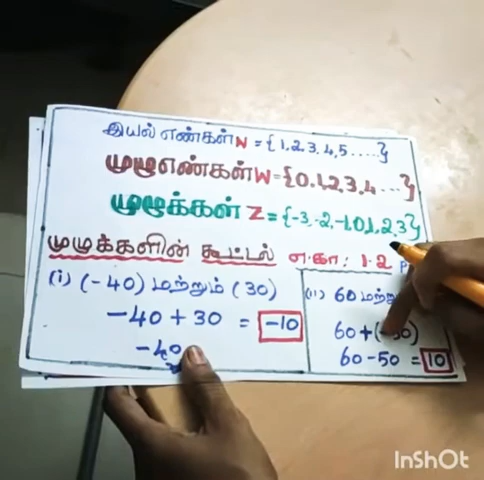 இயல் எண்கள் N = {1,2,3,4,5.....}
முழுஎண்கள் W={0,1,2,3,4...}
முழுக்கள் Z = {-3,-2,-1,0,1,2,3}
முழுக்களின் கூட்டல் எ.கா : 1.2
(i) (-40) மற்றும் (30)
-40 + 30 = -10
-40
(ii) 60
60+(
60-50 = 10
InShOt